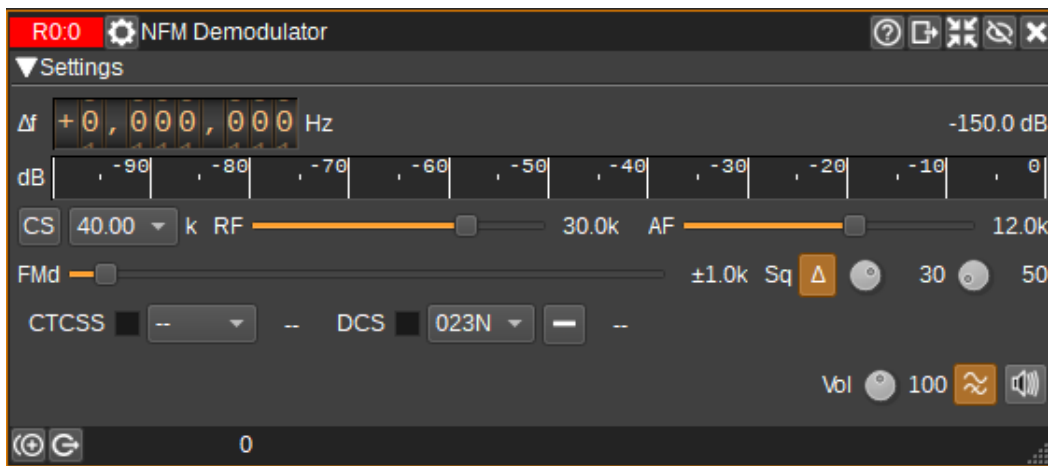 R0:0 NFM Demodulator
Settings
Δf +0,000,000 Hz -150.0 dB
dB -90 -80 -70 -60 -50 -40 -30 -20 -10 0
CS 40.00 k RF 30.0k AF 12.0k
FMd ±1.0k Sq Δ 30 50
CTCSS -- -- DCS 023N --
Vol 100
0